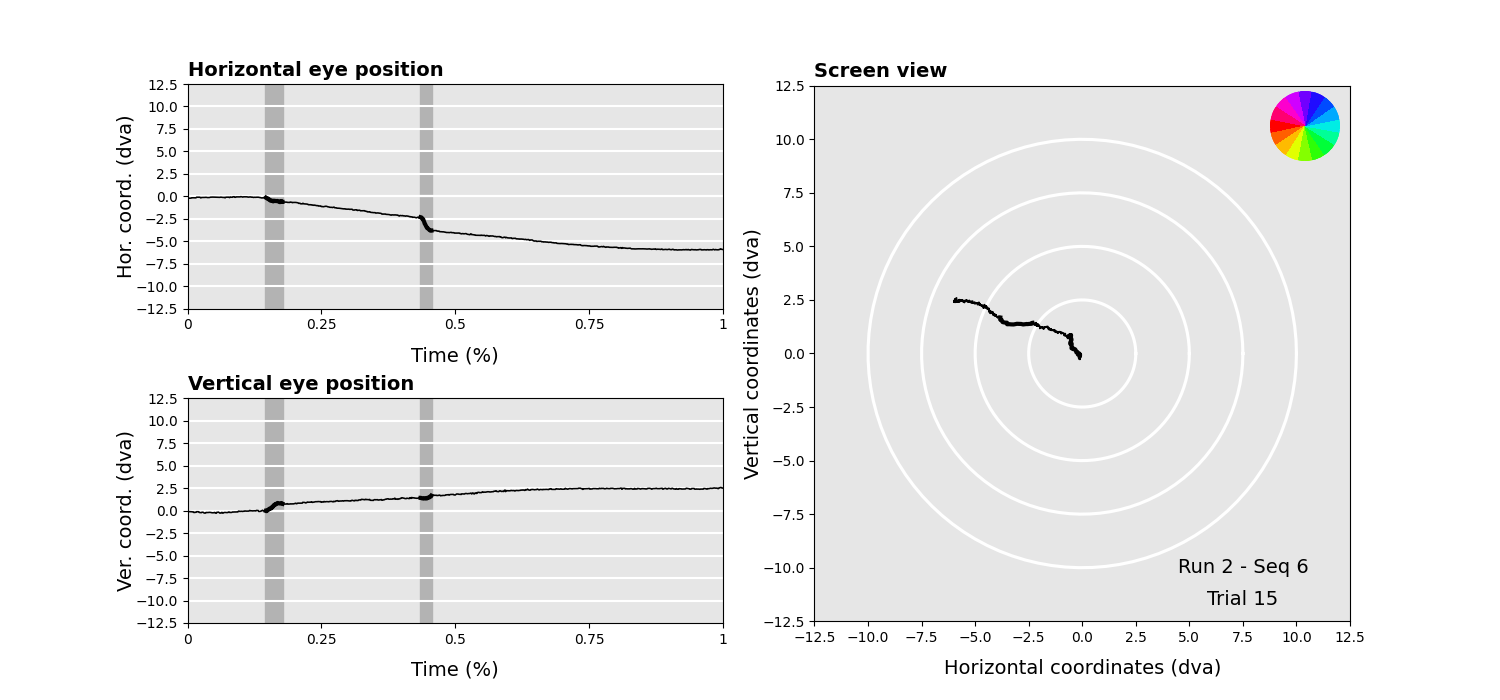 Horizontal eye position
Hor. coord. (dva)
12.5
10.0
7.5
5.0
2.5
0.0
−2.5
−5.0
−7.5
−10.0
−12.5
0 0.25 0.5 0.75 1
Time (%)
Vertical eye position
Ver. coord. (dva)
12.5
10.0
7.5
5.0
2.5
0.0
−2.5
−5.0
−7.5
−10.0
−12.5
0 0.25 0.5 0.75 1
Time (%)
Screen view
Vertical coordinates (dva)
12.5
10.0
7.5
5.0
2.5
0.0
−2.5
−5.0
−7.5
−10.0
−12.5
Run 2 - Seq 6
Trial 15
−12.5 −10.0 −7.5 −5.0 −2.5 0.0 2.5 5.0 7.5 10.0 12.5
Horizontal coordinates (dva)